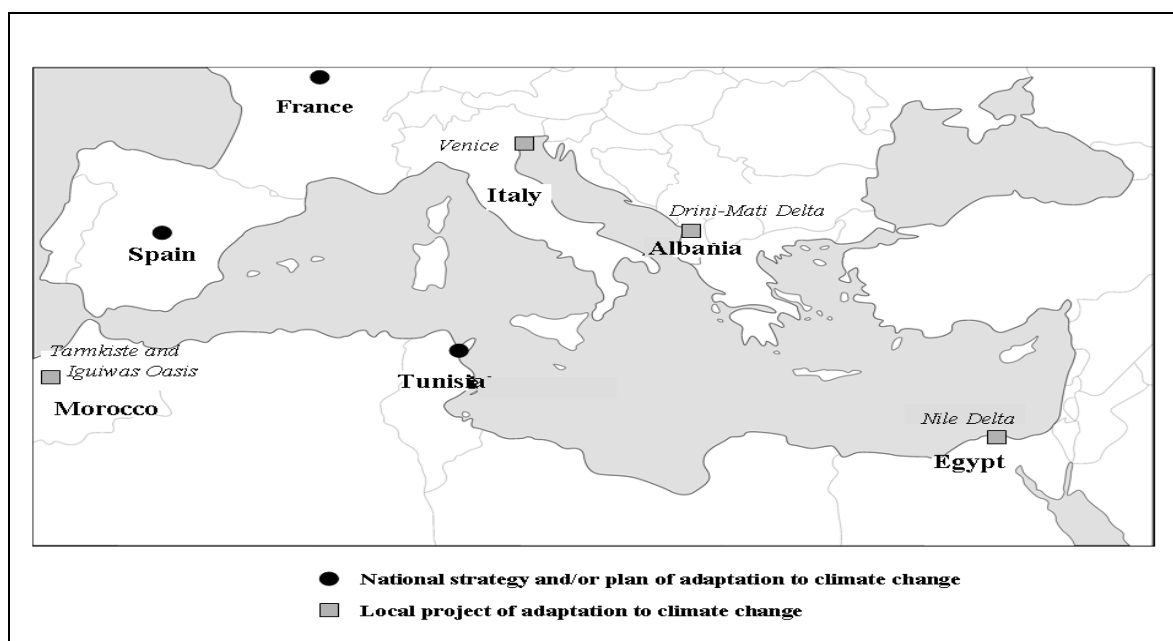 France
Venice
Italy
Drini-Mati Delta
Albania
Spain
Tarmkiste and
Iguiwas Oasis
Morocco
Tunisia
Nile Delta
Egypt
National strategy and/or plan of adaptation to climate change
Local project of adaptation to climate change